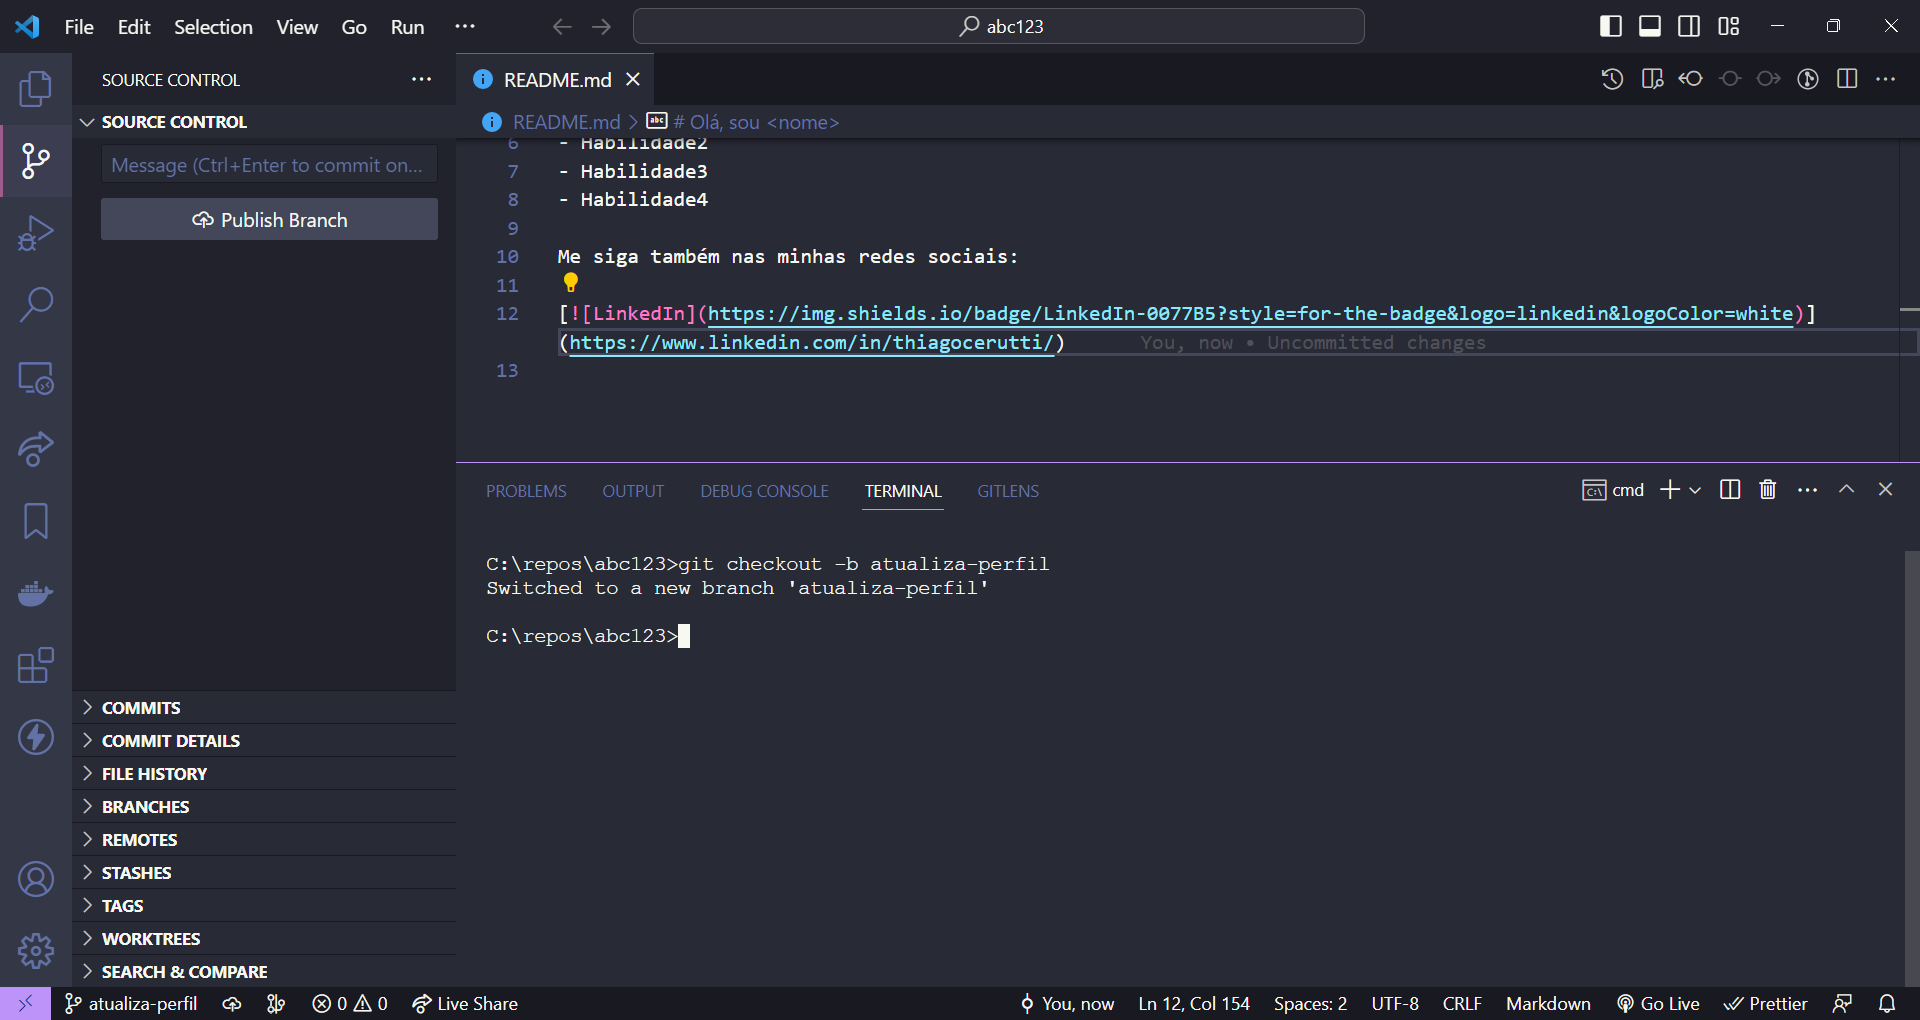 File Edit Selection View Go Run ···
abc123
SOURCE CONTROL ···
README.md
SOURCE CONTROL
README.md > # Olá, sou <nome>
Message (Ctrl+Enter to commit on...
Publish Branch
6 - Habilidade2
7 - Habilidade3
8 - Habilidade4
9
10 Me siga também nas minhas redes sociais:
11
12 [![LinkedIn](https://img.shields.io/badge/LinkedIn-0077B5?style=for-the-badge&logo=linkedin&logoColor=white)]
(https://www.linkedin.com/in/thiagocerutti/) You, now • Uncommitted changes
13
PROBLEMS OUTPUT DEBUG CONSOLE TERMINAL GITLENS
cmd
C:\repos\abc123>git checkout -b atualiza-perfil
Switched to a new branch 'atualiza-perfil'
C:\repos\abc123>
COMMITS
COMMIT DETAILS
FILE HISTORY
BRANCHES
REMOTES
STASHES
TAGS
WORKTREES
SEARCH & COMPARE
atualiza-perfil 0 0 Live Share You, now Ln 12, Col 154 Spaces: 2 UTF-8 CRLF Markdown Go Live Prettier